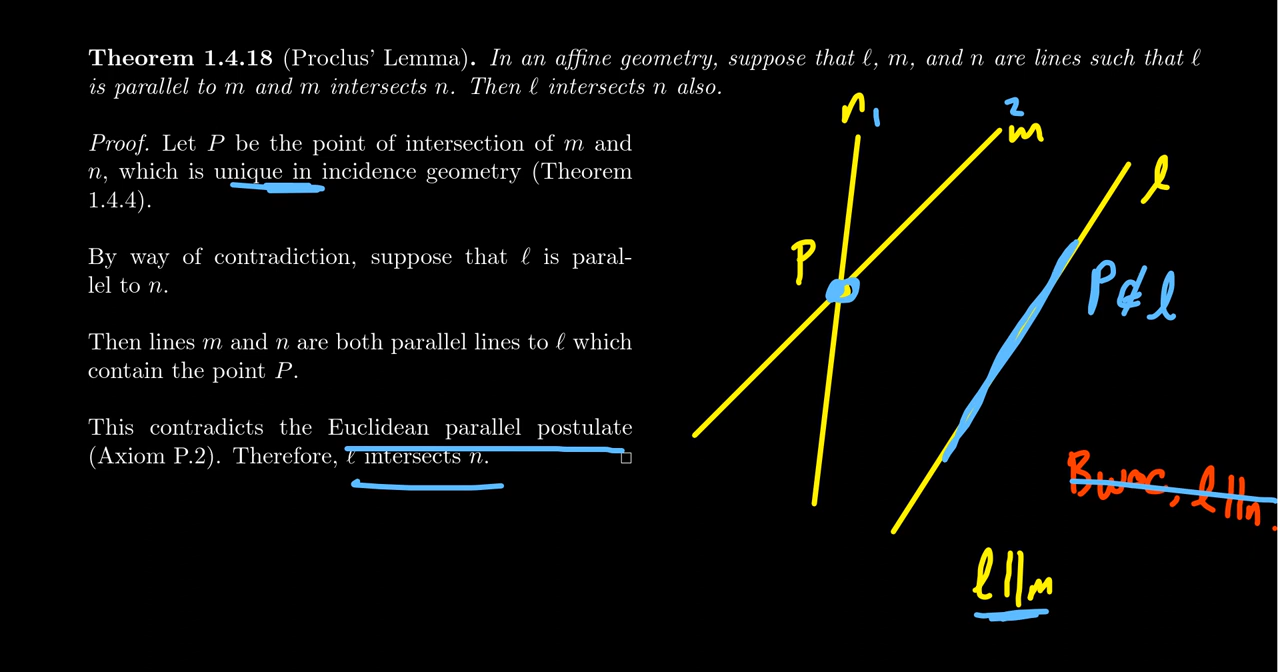 Theorem 1.4.18 (Proclus' Lemma). In an affine geometry, suppose that ℓ, m, and n are lines such that ℓ
is parallel to m and m intersects n. Then ℓ intersects n also.
Proof. Let P be the point of intersection of m and
n, which is unique in incidence geometry (Theorem
1.4.4).
By way of contradiction, suppose that ℓ is paral-
lel to n.
Then lines m and n are both parallel lines to ℓ which
contain the point P.
This contradicts the Euclidean parallel postulate
(Axiom P.2). Therefore, ℓ intersects n. □
n 1
2
m
ℓ
P
P ∉ ℓ
Bwoc, ℓ || n.
ℓ || m